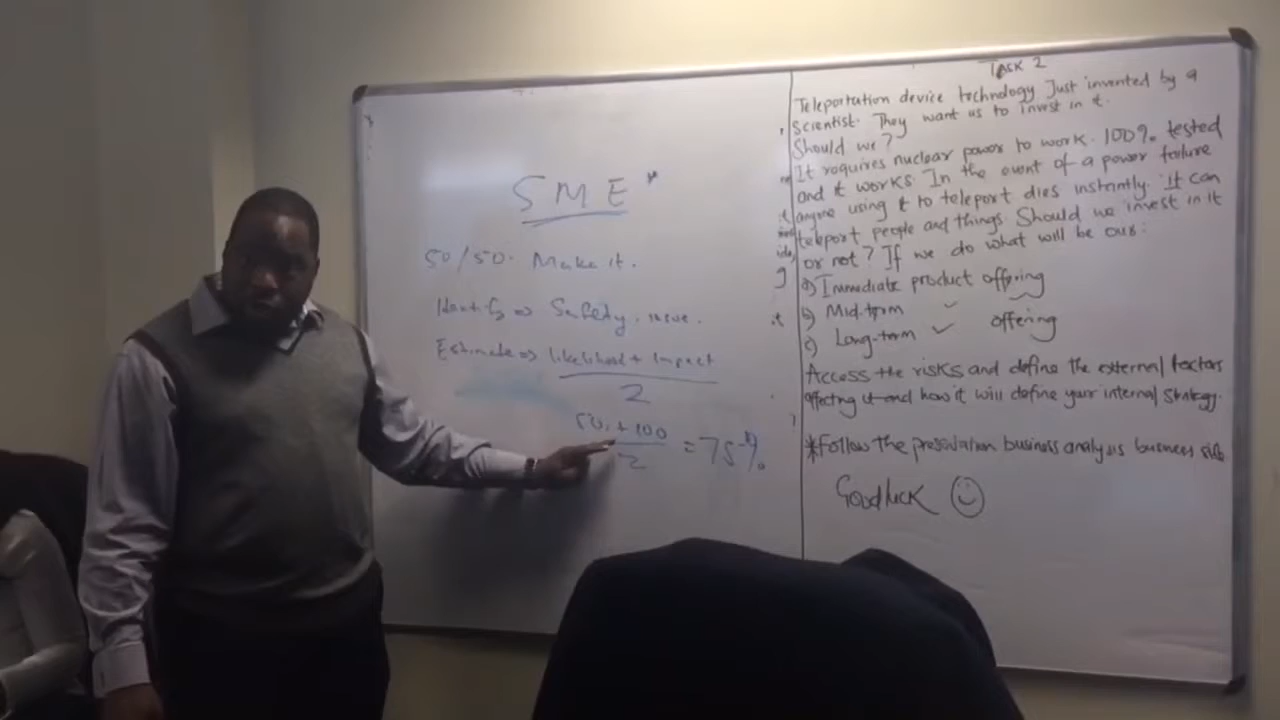 SME*
50/50. Make it.
Identify => Safety. issue.
Estimate => likelihood + Impact
2
50 + 100
2
= 75%
TASK 2
Teleportation device technology Just invented by a
Scientist. They want us to invest in it.
Should we?
It requires nuclear power to work. 100% tested
and it works. In the event of a power failure
anyone using it to teleport dies instantly. It can
teleport people and things. Should we invest in it
or not? If we do what will be our:
a) Immediate product offering
b) Mid-term
c) Long-term offering
Access the risks and define the external factors
affecting it and how it will define your internal strategy.
*Follow the presentation business analysis business
Goodluck